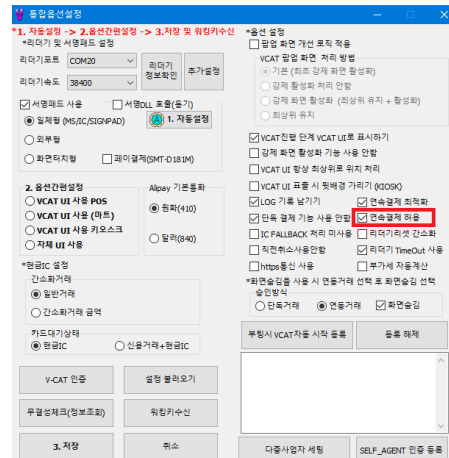 통합옵션설정
*1. 자동설정 -> 2.옵션간편설정 -> 3.저장 및 워킹키수신
*리더기 및 서명패드 설정
리더기포트 COM20
리더기속도 38400
리더기 정보확인
추가설정
서명패드 사용
서명DLL 호출(동기)
일체형 (MS/IC/SIGNPAD)
1. 자동설정
외부형
화면터치형
페이결제(SMT-D181M)
2. 옵션간편설정
VCAT UI 사용 POS
VCAT UI 사용 (마트)
VCAT UI 사용 키오스크
자체 UI 사용
Alipay 기본통화
원화(410)
달러(840)
*현금IC 설정
간소화거래
일반거래
간소화거래 금액
카드대기상태
현금IC
신용거래+현금IC
V-CAT 인증
설정 불러오기
무결성체크(정보조회)
워킹키수신
3. 저장
취소
*옵션 설정
팝업 화면 개선 로직 적용
VCAT 팝업 화면 처리 방법
기본 (최초 강제 화면 활성화)
강제 활성화 처리 안함
강제 화면 활성화 (최상위 유지 + 활성화)
최상위 유지
VCAT진행 단계 VCAT UI로 표시하기
강제 화면 활성화 기능 사용 안함
VCAT UI 항상 최상위로 위치 처리
VCAT UI 표출 시 뒷배경 가리기 (KIOSK)
LOG 기록 남기기
연속결제 최적화
단독 결제 기능 사용 안함
연속결제 허용
IC FALLBACK 처리 미사용
리더기리셋 간소화
직전취소사용안함
리더기 TimeOut 사용
https통신 사용
부가세 자동계산
*화면숨김를 사용 시 연동거래 선택 후 화면숨김 선택
승인방식
단독거래
연동거래
화면숨김
부팅시 VCAT자동 시작 등록
등록 해제
다중사업자 세팅
SELF_AGENT 인증 등록